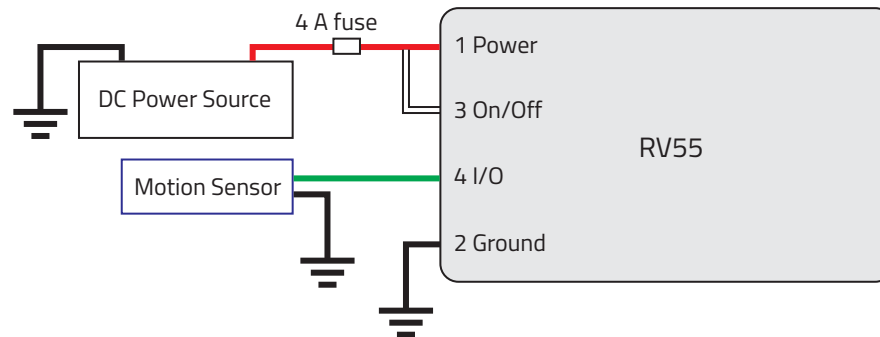 4 A fuse
1 Power
DC Power Source
3 On/Off
RV55
Motion Sensor
4 I/O
2 Ground